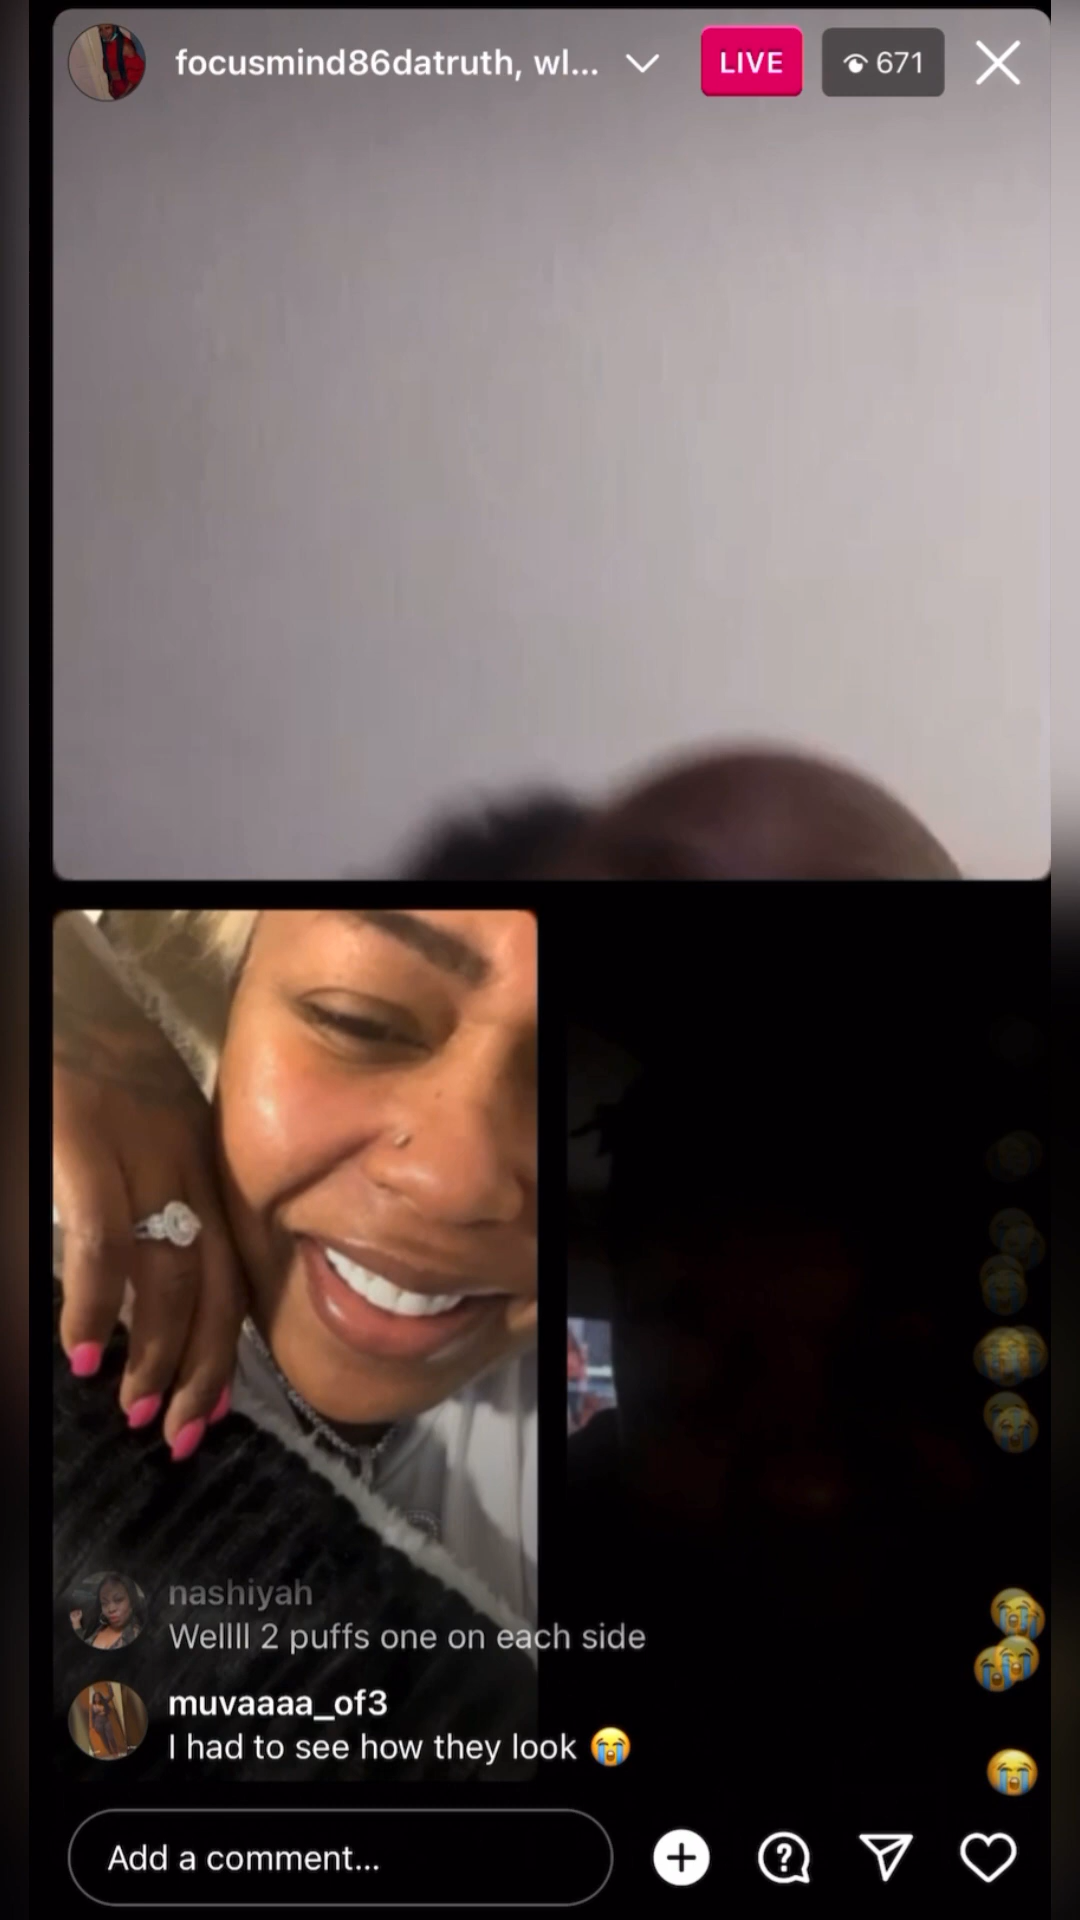 focusmind86datruth, wl...
LIVE
671
nashiyah
Wellll 2 puffs one on each side
muvaaaa_of3
I had to see how they look 😭
Add a comment...